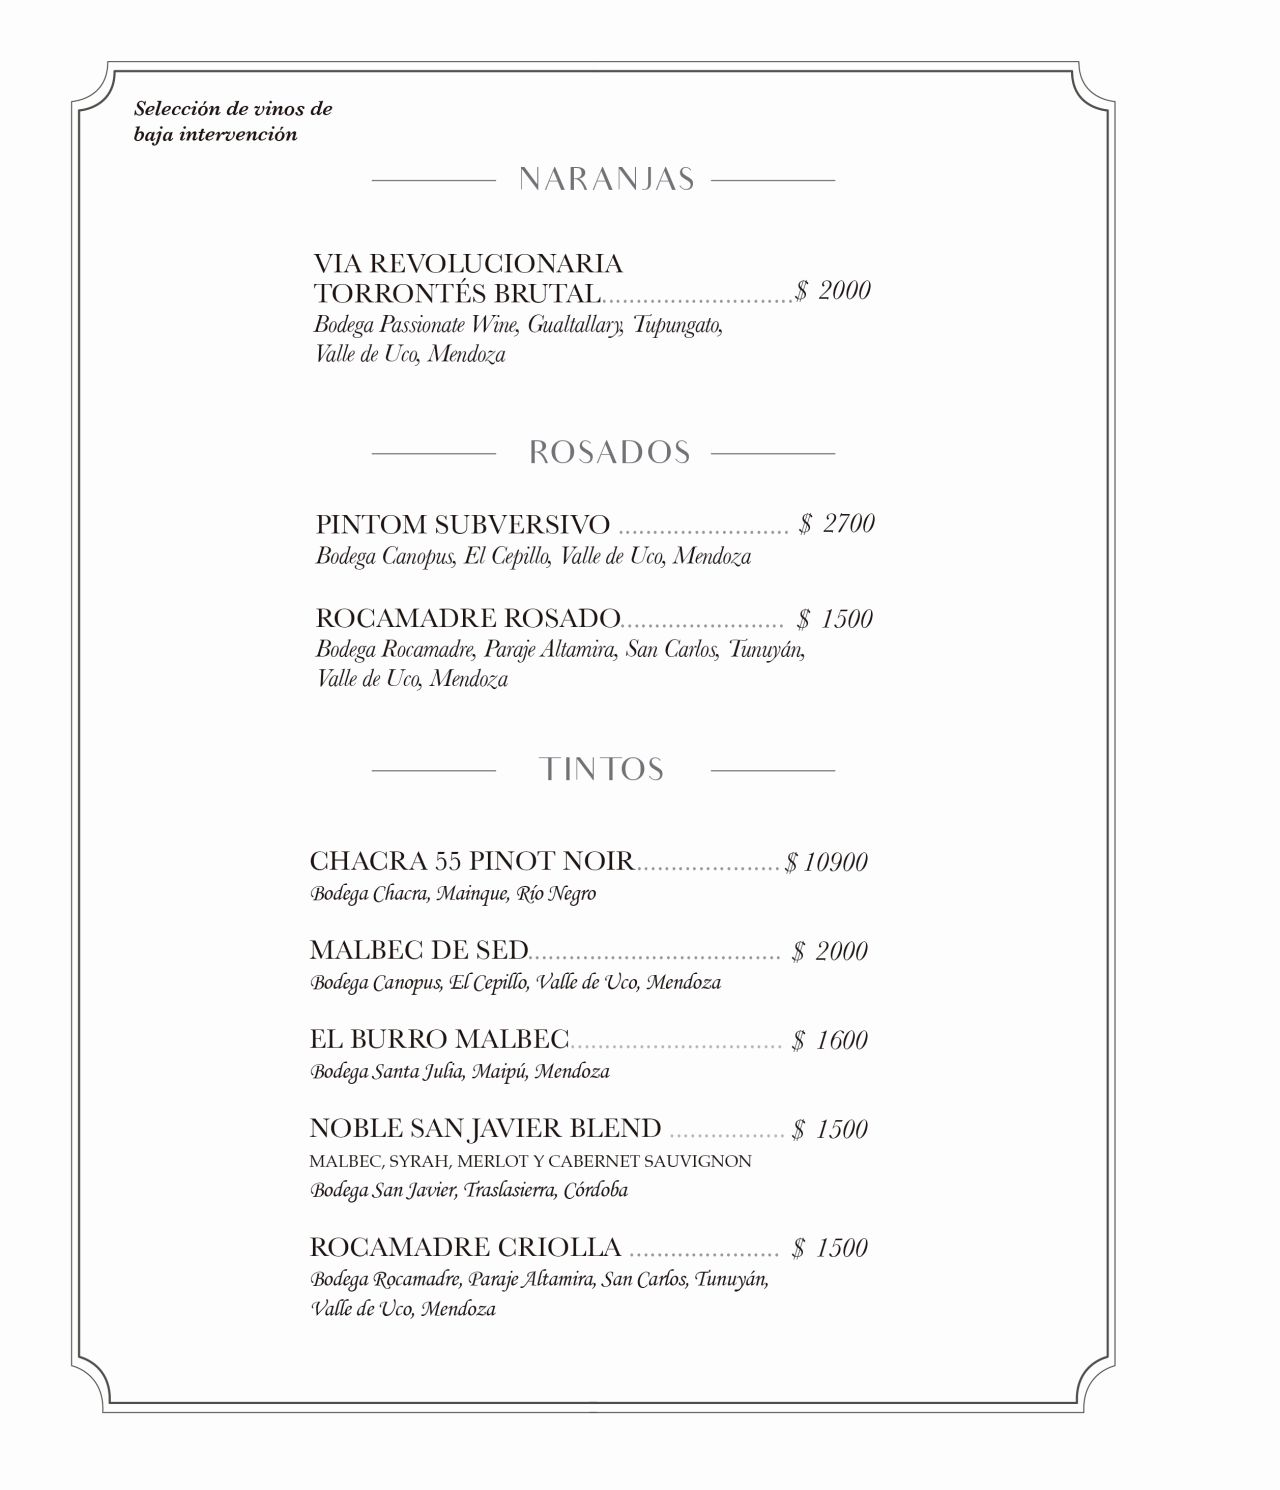 Selección de vinos de
baja intervención
NARANJAS
VIA REVOLUCIONARIA
TORRONTÉS BRUTAL............................$ 2000
Bodega Passionate Wine, Gualtallary, Tupungato,
Valle de Uco, Mendoza
ROSADOS
PINTOM SUBVERSIVO ......................... $ 2700
Bodega Canopus, El Cepillo, Valle de Uco, Mendoza
ROCAMADRE ROSADO........................ $ 1500
Bodega Rocamadre, Paraje Altamira, San Carlos, Tunuyán,
Valle de Uco, Mendoza
TINTOS
CHACRA 55 PINOT NOIR..................... $ 10900
Bodega Chacra, Mainque, Río Negro
MALBEC DE SED..................................... $ 2000
Bodega Canopus, El Cepillo, Valle de Uco, Mendoza
EL BURRO MALBEC............................... $ 1600
Bodega Santa Julia, Maipú, Mendoza
NOBLE SAN JAVIER BLEND ................. $ 1500
MALBEC, SYRAH, MERLOT Y CABERNET SAUVIGNON
Bodega San Javier, Traslasierra, Córdoba
ROCAMADRE CRIOLLA ...................... $ 1500
Bodega Rocamadre, Paraje Altamira, San Carlos, Tunuyán,
Valle de Uco, Mendoza